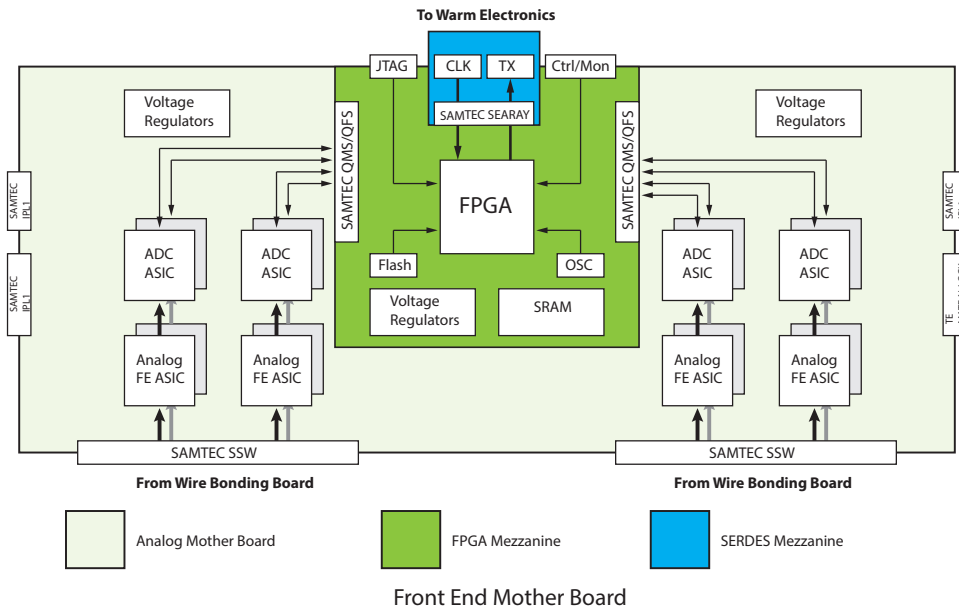 To Warm Electronics
JTAG
CLK
TX
Ctrl/Mon
Voltage
Regulators
SAMTEC SEARAY
Voltage
Regulators
SAMTEC QMS/QFS
SAMTEC QMS/QFS
FPGA
SAMTEC
IPL1
SAMTEC
ADC
ASIC
ADC
ASIC
ADC
ASIC
ADC
ASIC
Flash
OSC
SAMTEC
IPL1
TE
Voltage
Regulators
SRAM
Analog
FE ASIC
Analog
FE ASIC
Analog
FE ASIC
Analog
FE ASIC
SAMTEC SSW
SAMTEC SSW
From Wire Bonding Board
From Wire Bonding Board
Analog Mother Board
FPGA Mezzanine
SERDES Mezzanine
Front End Mother Board